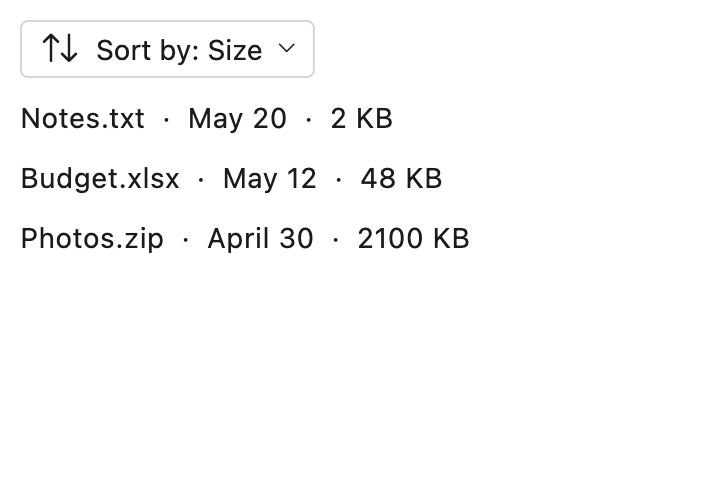 Sort by: Size
Notes.txt · May 20 · 2 KB
Budget.xlsx · May 12 · 48 KB
Photos.zip · April 30 · 2100 KB